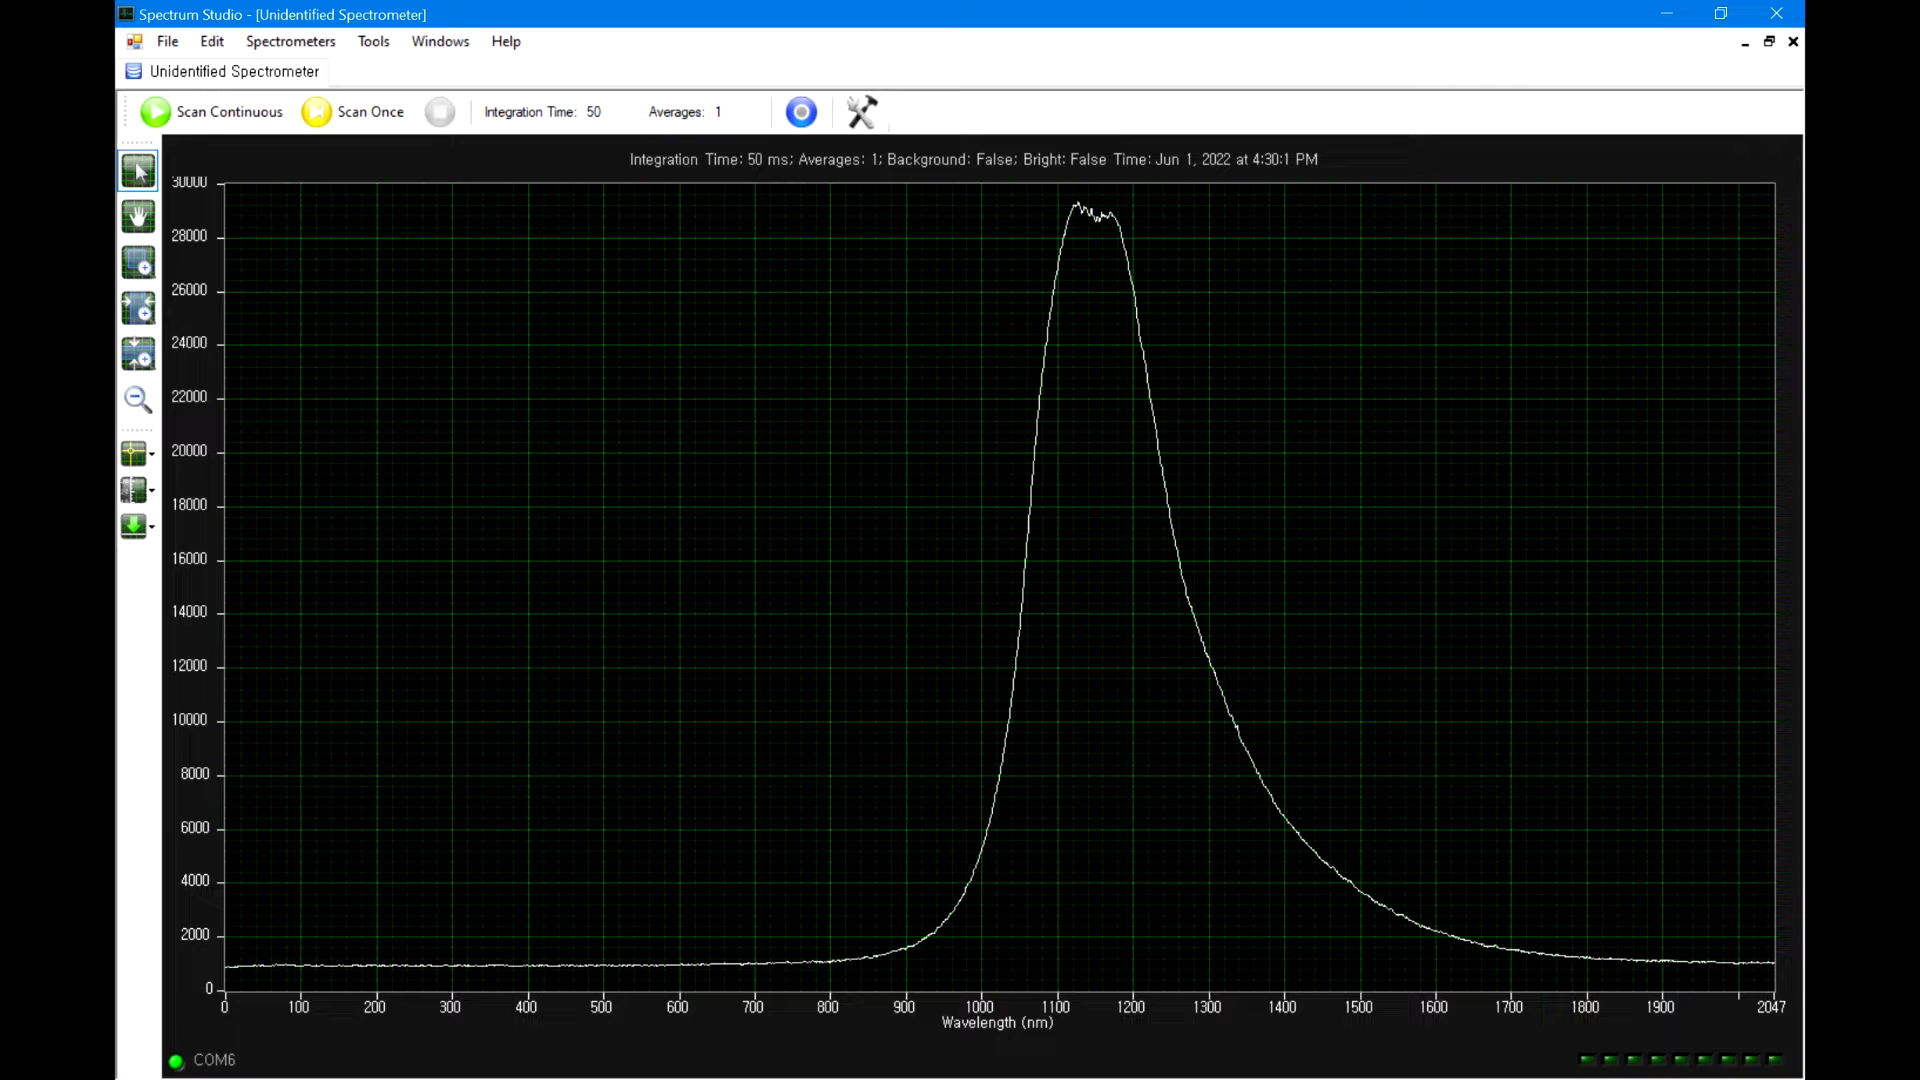 Spectrum Studio - [Unidentified Spectrometer]
File Edit Spectrometers Tools Windows Help
Unidentified Spectrometer
Scan Continuous Scan Once Integration Time: 50 Averages: 1
Integration Time: 50 ms; Averages: 1; Background: False; Bright: False Time: Jun 1, 2022 at 4:30:1 PM
30000
28000
26000
24000
22000
20000
18000
16000
14000
12000
10000
8000
6000
4000
2000
0
0 100 200 300 400 500 600 700 800 900 1000 1100 1200 1300 1400 1500 1600 1700 1800 1900 2047
Wavelength (nm)
COM6